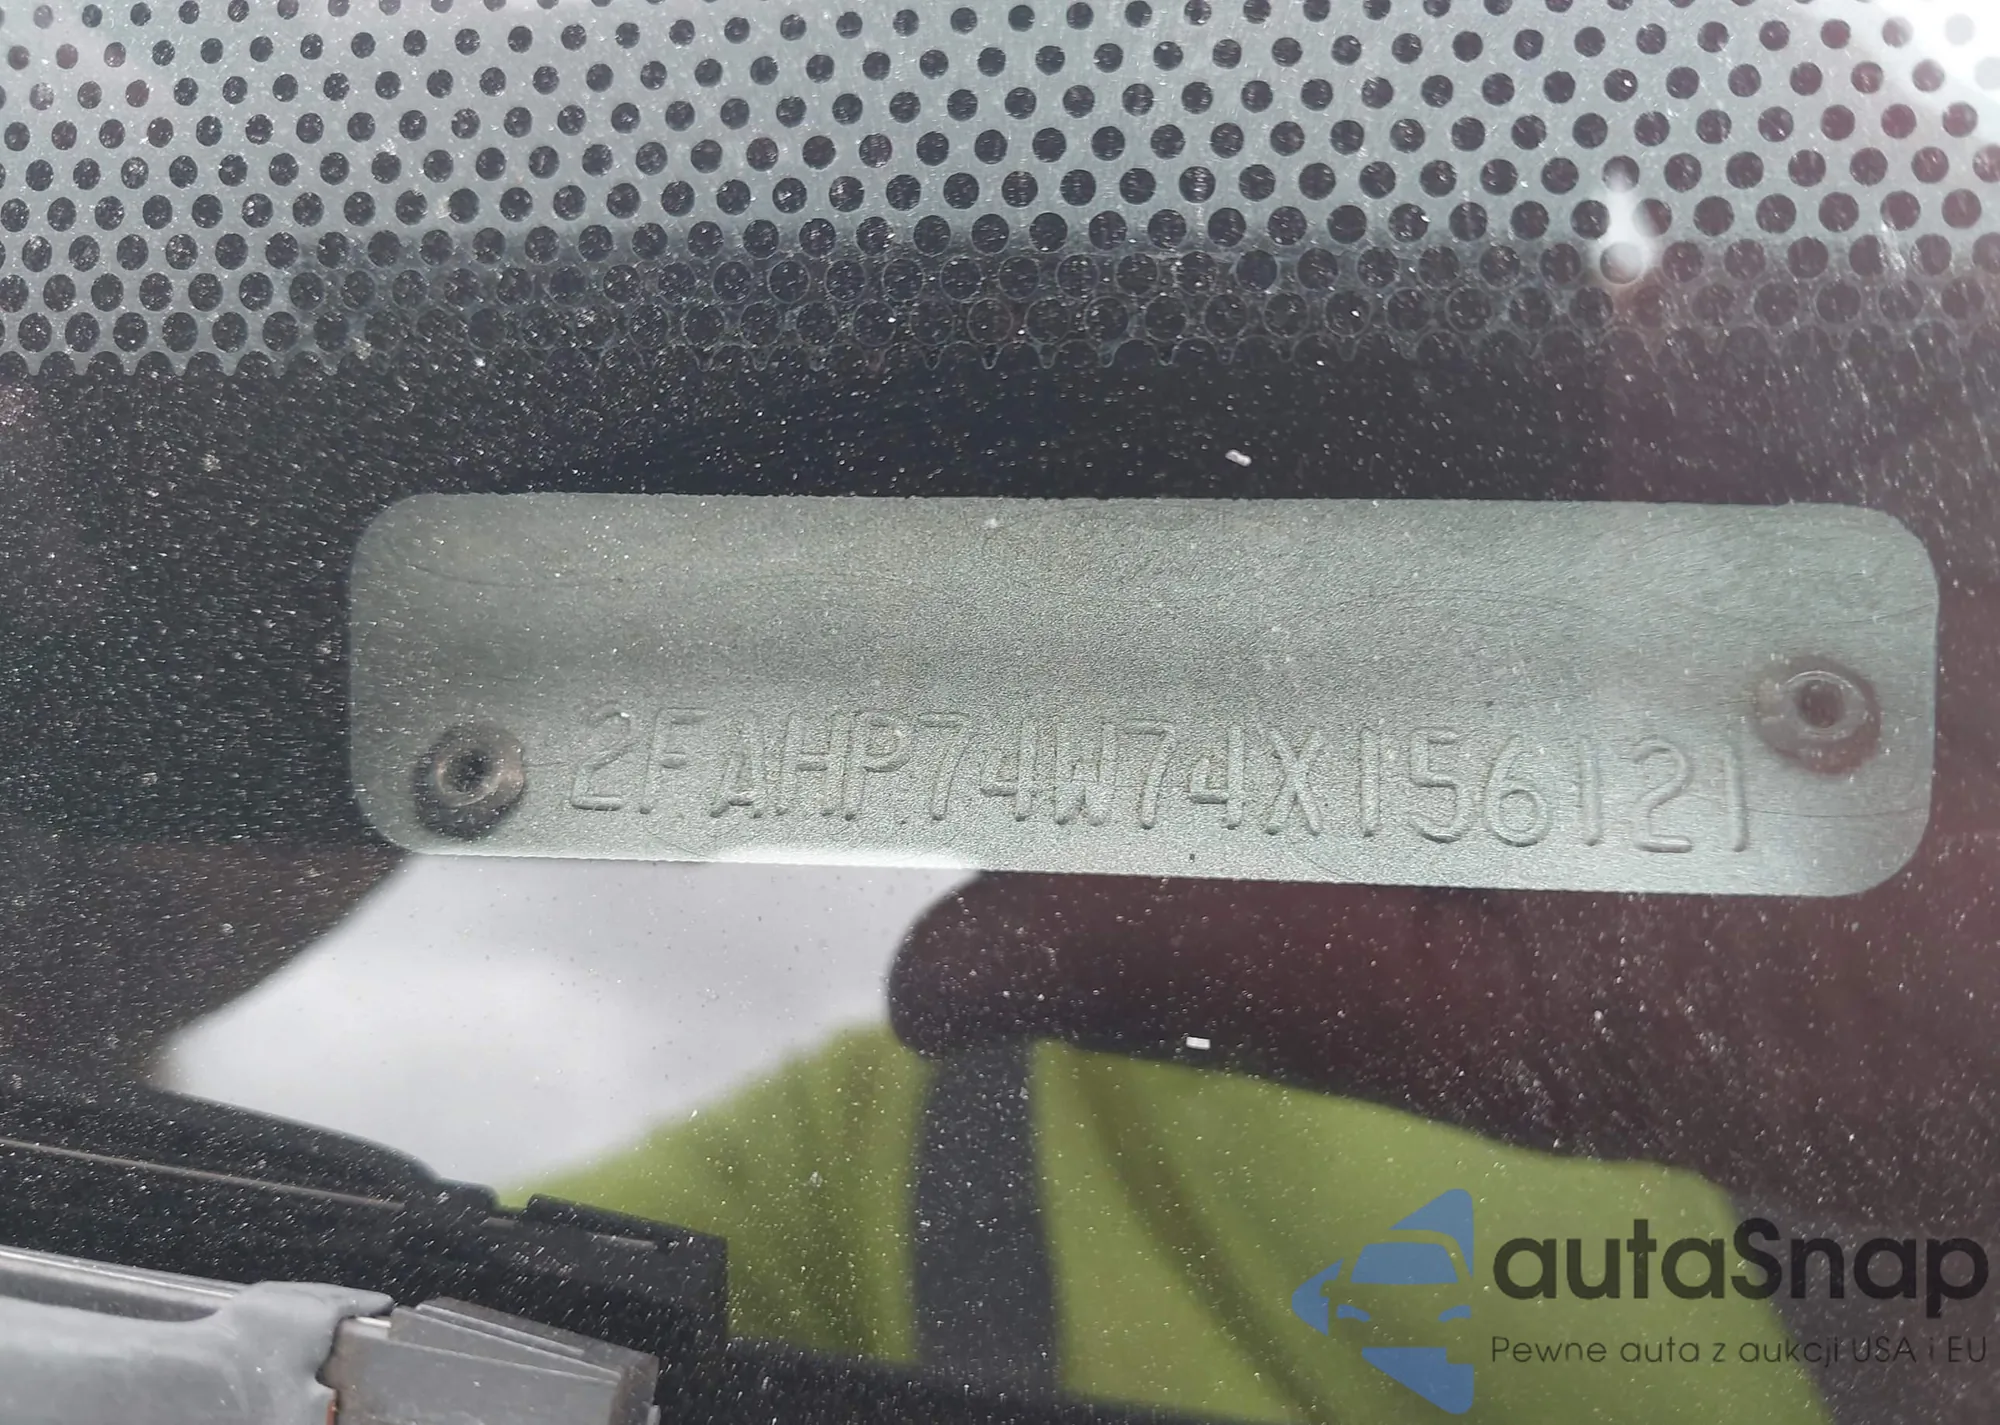 2FAHP74W74X156121
autaSnap
Pewne auta z aukcji USA i EU